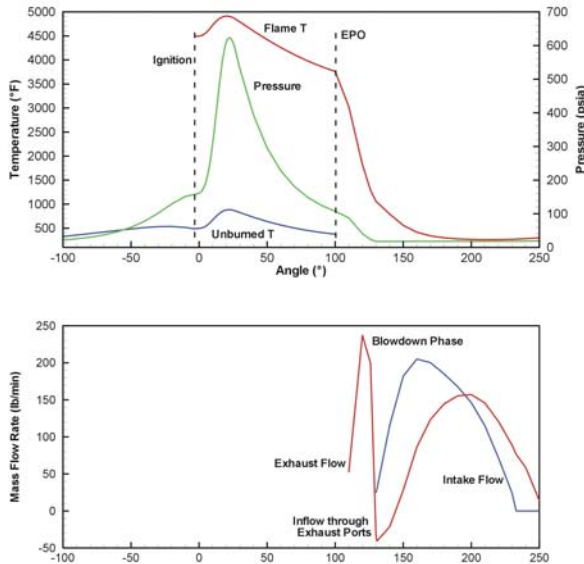 5000
4500
4000
3500
3000
2500
2000
1500
1000
500
Temperature (°F)
700
600
500
400
300
200
100
0
Pressure (psia)
Flame T
EPO
Ignition
Pressure
Unburned T
-100 -50 0 50 100 150 200 250
Angle (°)
250
200
150
100
50
0
-50
Mass Flow Rate (lb/min)
Blowdown Phase
Exhaust Flow
Intake Flow
Inflow through
Exhaust Ports
-100 -50 0 50 100 150 200 250